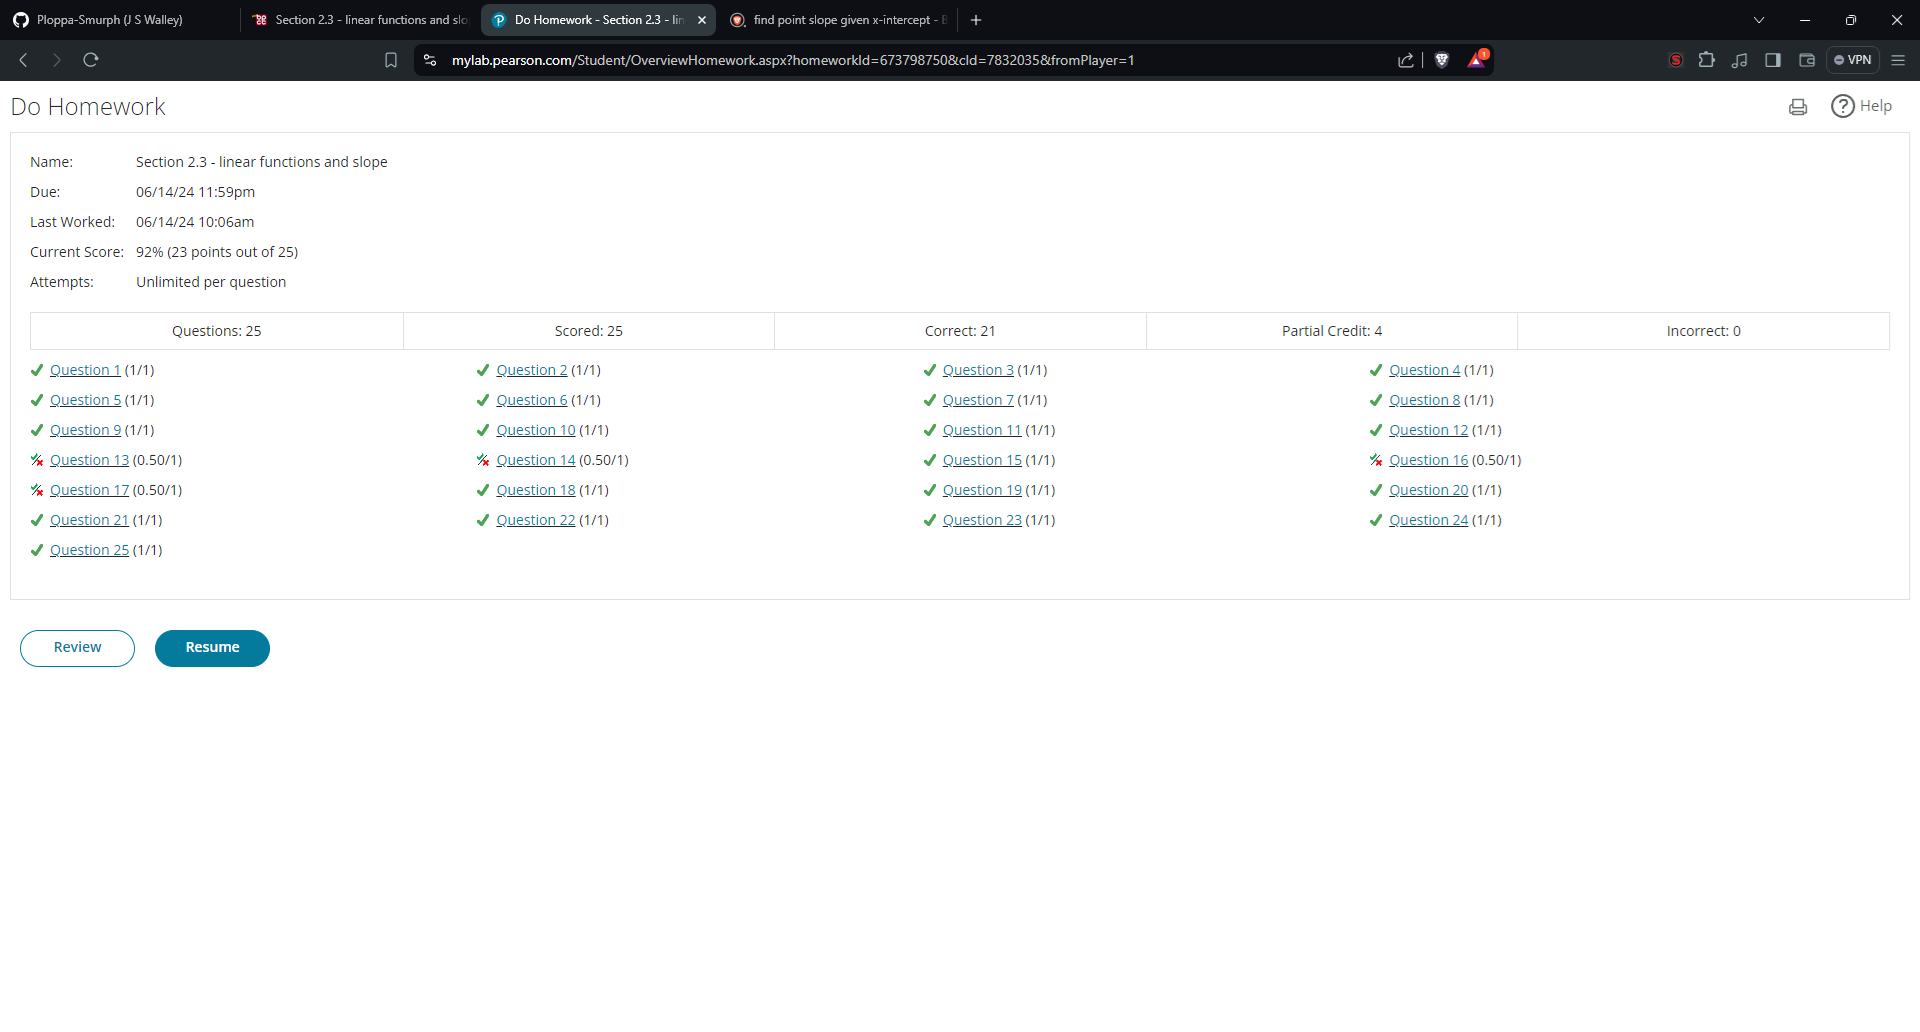 Ploppa-Smurph (J S Walley)
Section 2.3 - linear functions and slo
Do Homework - Section 2.3 - lin
find point slope given x-intercept - B
mylab.pearson.com/Student/OverviewHomework.aspx?homeworkId=673798750&cId=7832035&fromPlayer=1
1
VPN
Do Homework
? Help
Name: Section 2.3 - linear functions and slope
Due: 06/14/24 11:59pm
Last Worked: 06/14/24 10:06am
Current Score: 92% (23 points out of 25)
Attempts: Unlimited per question
Questions: 25 Scored: 25 Correct: 21 Partial Credit: 4 Incorrect: 0
Question 1 (1/1) Question 2 (1/1) Question 3 (1/1) Question 4 (1/1)
Question 5 (1/1) Question 6 (1/1) Question 7 (1/1) Question 8 (1/1)
Question 9 (1/1) Question 10 (1/1) Question 11 (1/1) Question 12 (1/1)
Question 13 (0.50/1) Question 14 (0.50/1) Question 15 (1/1) Question 16 (0.50/1)
Question 17 (0.50/1) Question 18 (1/1) Question 19 (1/1) Question 20 (1/1)
Question 21 (1/1) Question 22 (1/1) Question 23 (1/1) Question 24 (1/1)
Question 25 (1/1)
Review Resume